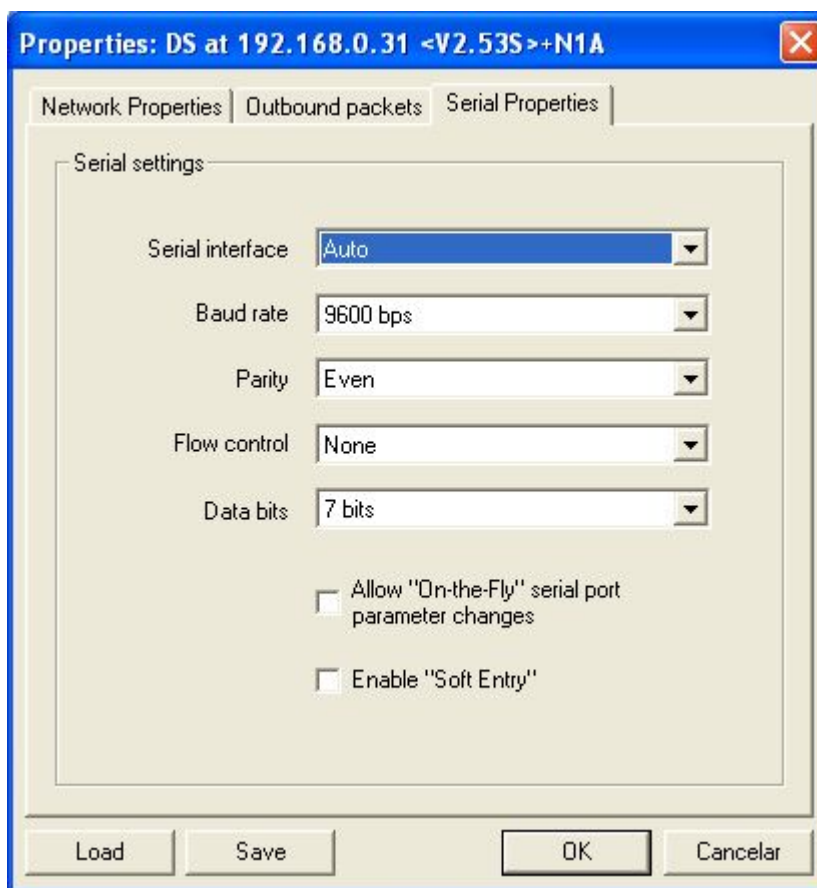 Properties: DS at 192.168.0.31 <V2.53S>+N1A
Network Properties Outbound packets Serial Properties
Serial settings
Serial interface Auto
Baud rate 9600 bps
Parity Even
Flow control None
Data bits 7 bits
Allow "On-the-Fly" serial port
parameter changes
Enable "Soft Entry"
Load Save OK Cancelar